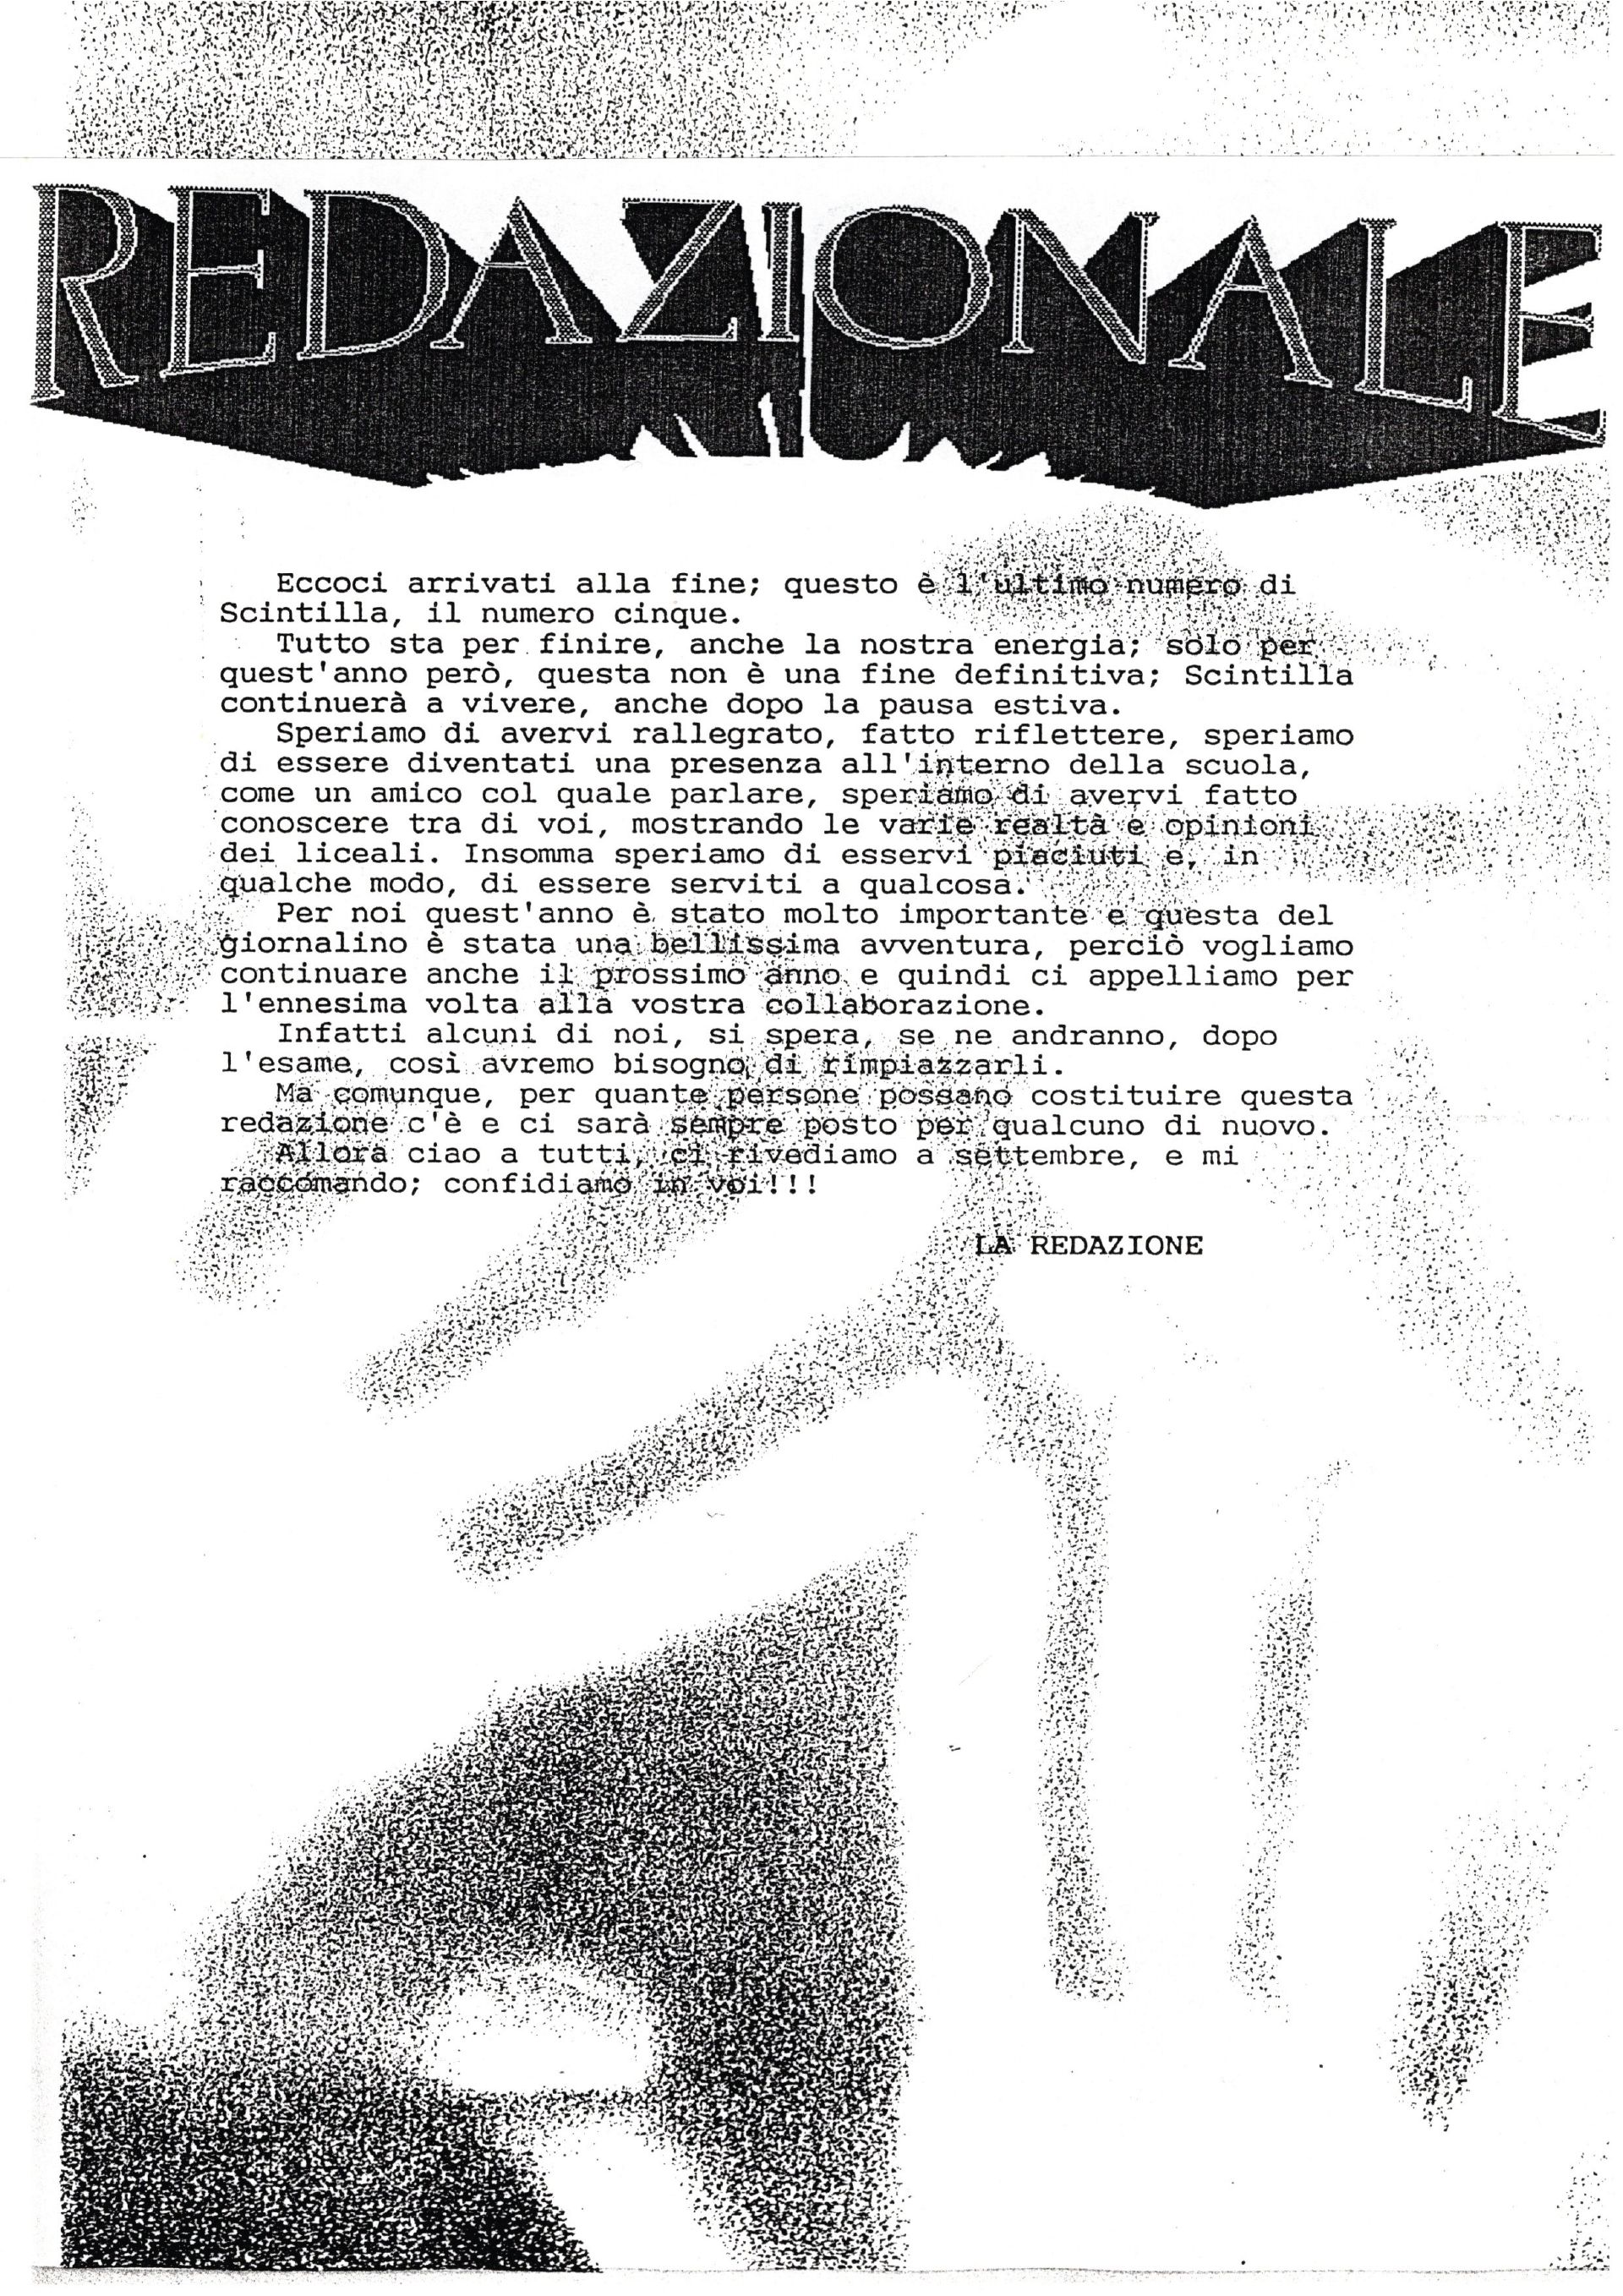 REDAZIONALE
Eccoci arrivati alla fine; questo è l'ultimo numero di
Scintilla, il numero cinque.
Tutto sta per finire, anche la nostra energia; solo per
quest'anno però, questa non è una fine definitiva; Scintilla
continuerà a vivere, anche dopo la pausa estiva.
Speriamo di avervi rallegrato, fatto riflettere, speriamo
di essere diventati una presenza all'interno della scuola,
come un amico col quale parlare, speriamo di avervi fatto
conoscere tra di voi, mostrando le varie realtà e opinioni
dei liceali. Insomma speriamo di esservi piaciuti e, in
qualche modo, di essere serviti a qualcosa.
Per noi quest'anno è stato molto importante e questa del
giornalino è stata una bellissima avventura, perciò vogliamo
continuare anche il prossimo anno e quindi ci appelliamo per
l'ennesima volta alla vostra collaborazione.
Infatti alcuni di noi, si spera, se ne andranno, dopo
l'esame, così avremo bisogno di rimpiazzarli.
Ma comunque, per quante persone possano costituire questa
redazione c'è e ci sarà sempre posto per qualcuno di nuovo.
Allora ciao a tutti, ci rivediamo a settembre, e mi
raccomando; confidiamo in voi!!!
LA REDAZIONE